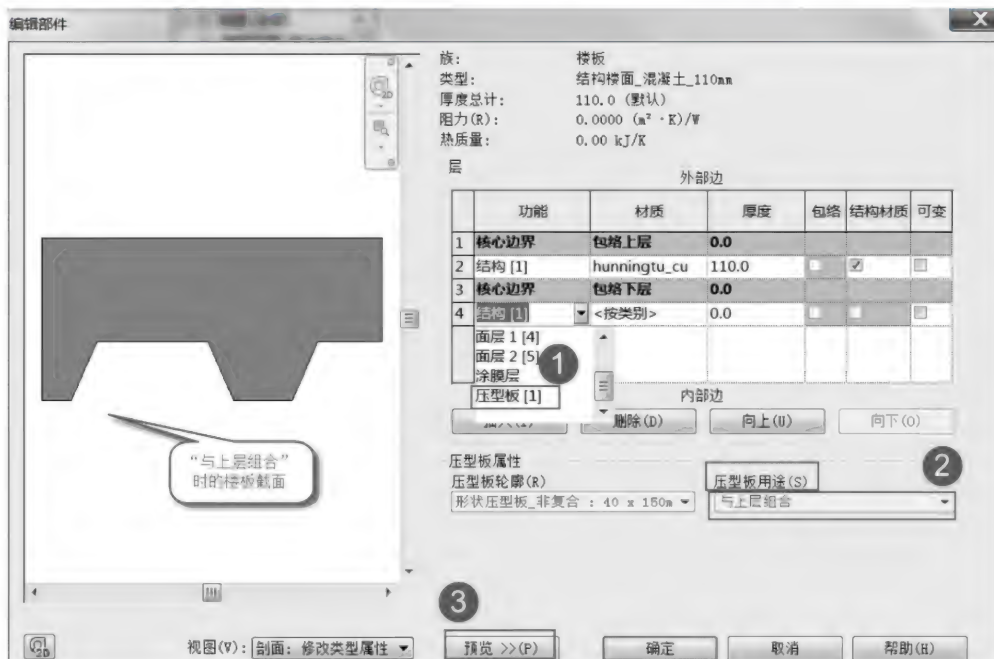 编辑部件
族: 楼板
类型: 结构楼面_混凝土_110mm
厚度总计: 110.0 (默认)
阻力(R): 0.0000 (m²·K)/W
热质量: 0.00 kJ/K
层
外部边
功能 材质 厚度 包络 结构材质 可变
1 核心边界 包络上层 0.0
2 结构 [1] hunningtu_cu 110.0
3 核心边界 包络下层 0.0
4 结构 [1] <按类别> 0.0
面层 1 [4]
面层 2 [5]
涂膜层
压型板 [1]
1
内部边
删除(D) 向上(U) 向下(O)
“与上层组合”
时的楼板截面
压型板属性
压型板轮廓(R) 压型板用途(S)
2
形状压型板_非复合 : 40 x 150m 与上层组合
3
视图(V): 剖面: 修改类型属性 预览 >>(P) 确定 取消 帮助(H)